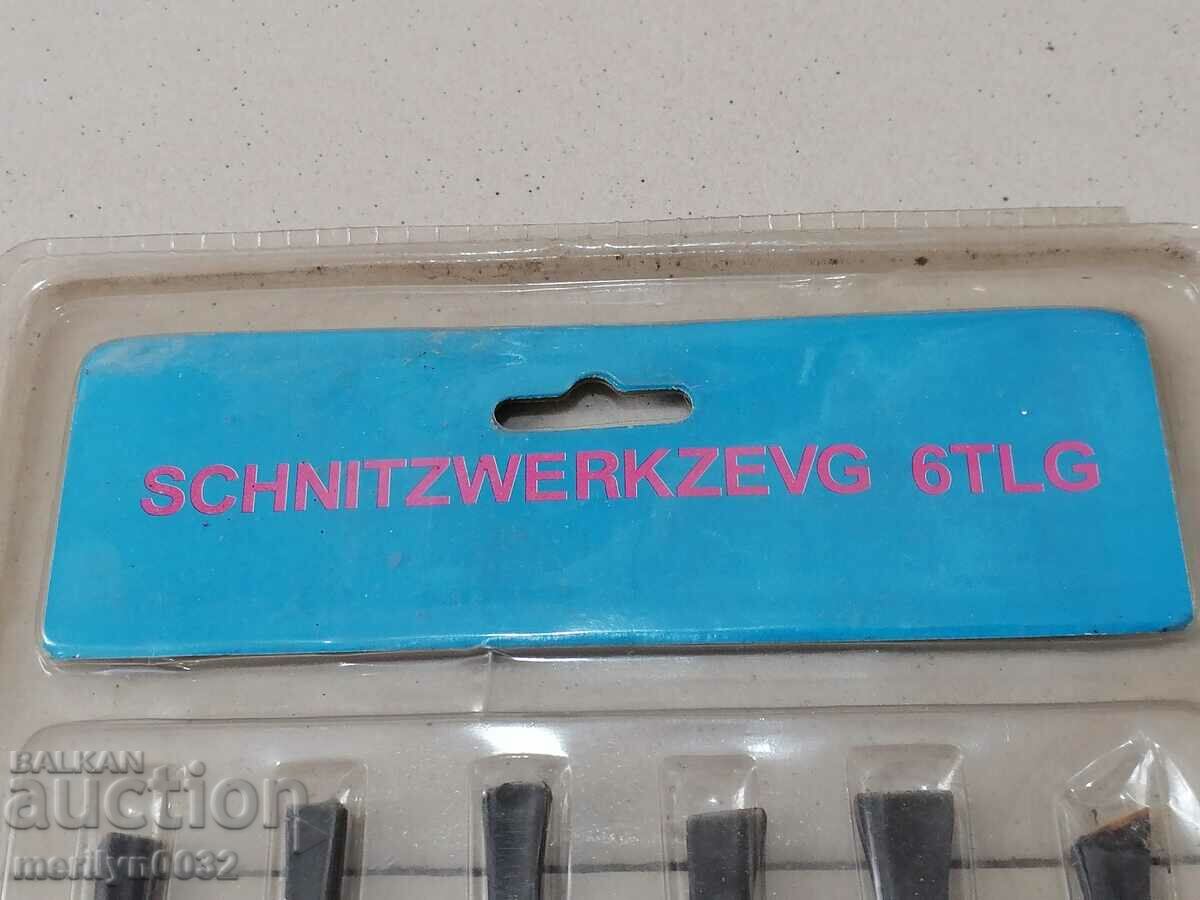 SCHNITZWERKZEVG 6TLG
BALKAN
auction
merilyn0032